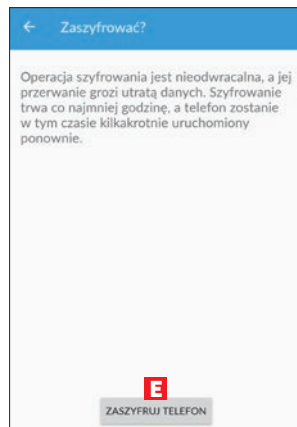 ← Zaszyfrować?
Operacja szyfrowania jest nieodwracalna, a jej
przerwanie grozi utratą danych. Szyfrowanie
trwa co najmniej godzinę, a telefon zostanie
w tym czasie kilkakrotnie uruchomiony
ponownie.
E
ZASZYFRUJ TELEFON